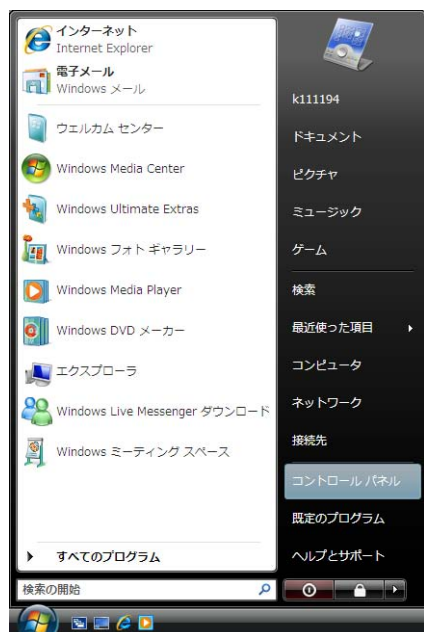 インターネット
Internet Explorer
電子メール
Windows メール
ウェルカム センター
Windows Media Center
Windows Ultimate Extras
Windows フォト ギャラリー
Windows Media Player
Windows DVD メーカー
エクスプローラ
Windows Live Messenger ダウンロード
Windows ミーティング スペース
すべてのプログラム
検索の開始
k111194
ドキュメント
ピクチャ
ミュージック
ゲーム
検索
最近使った項目
コンピュータ
ネットワーク
接続先
コントロール パネル
既定のプログラム
ヘルプとサポート